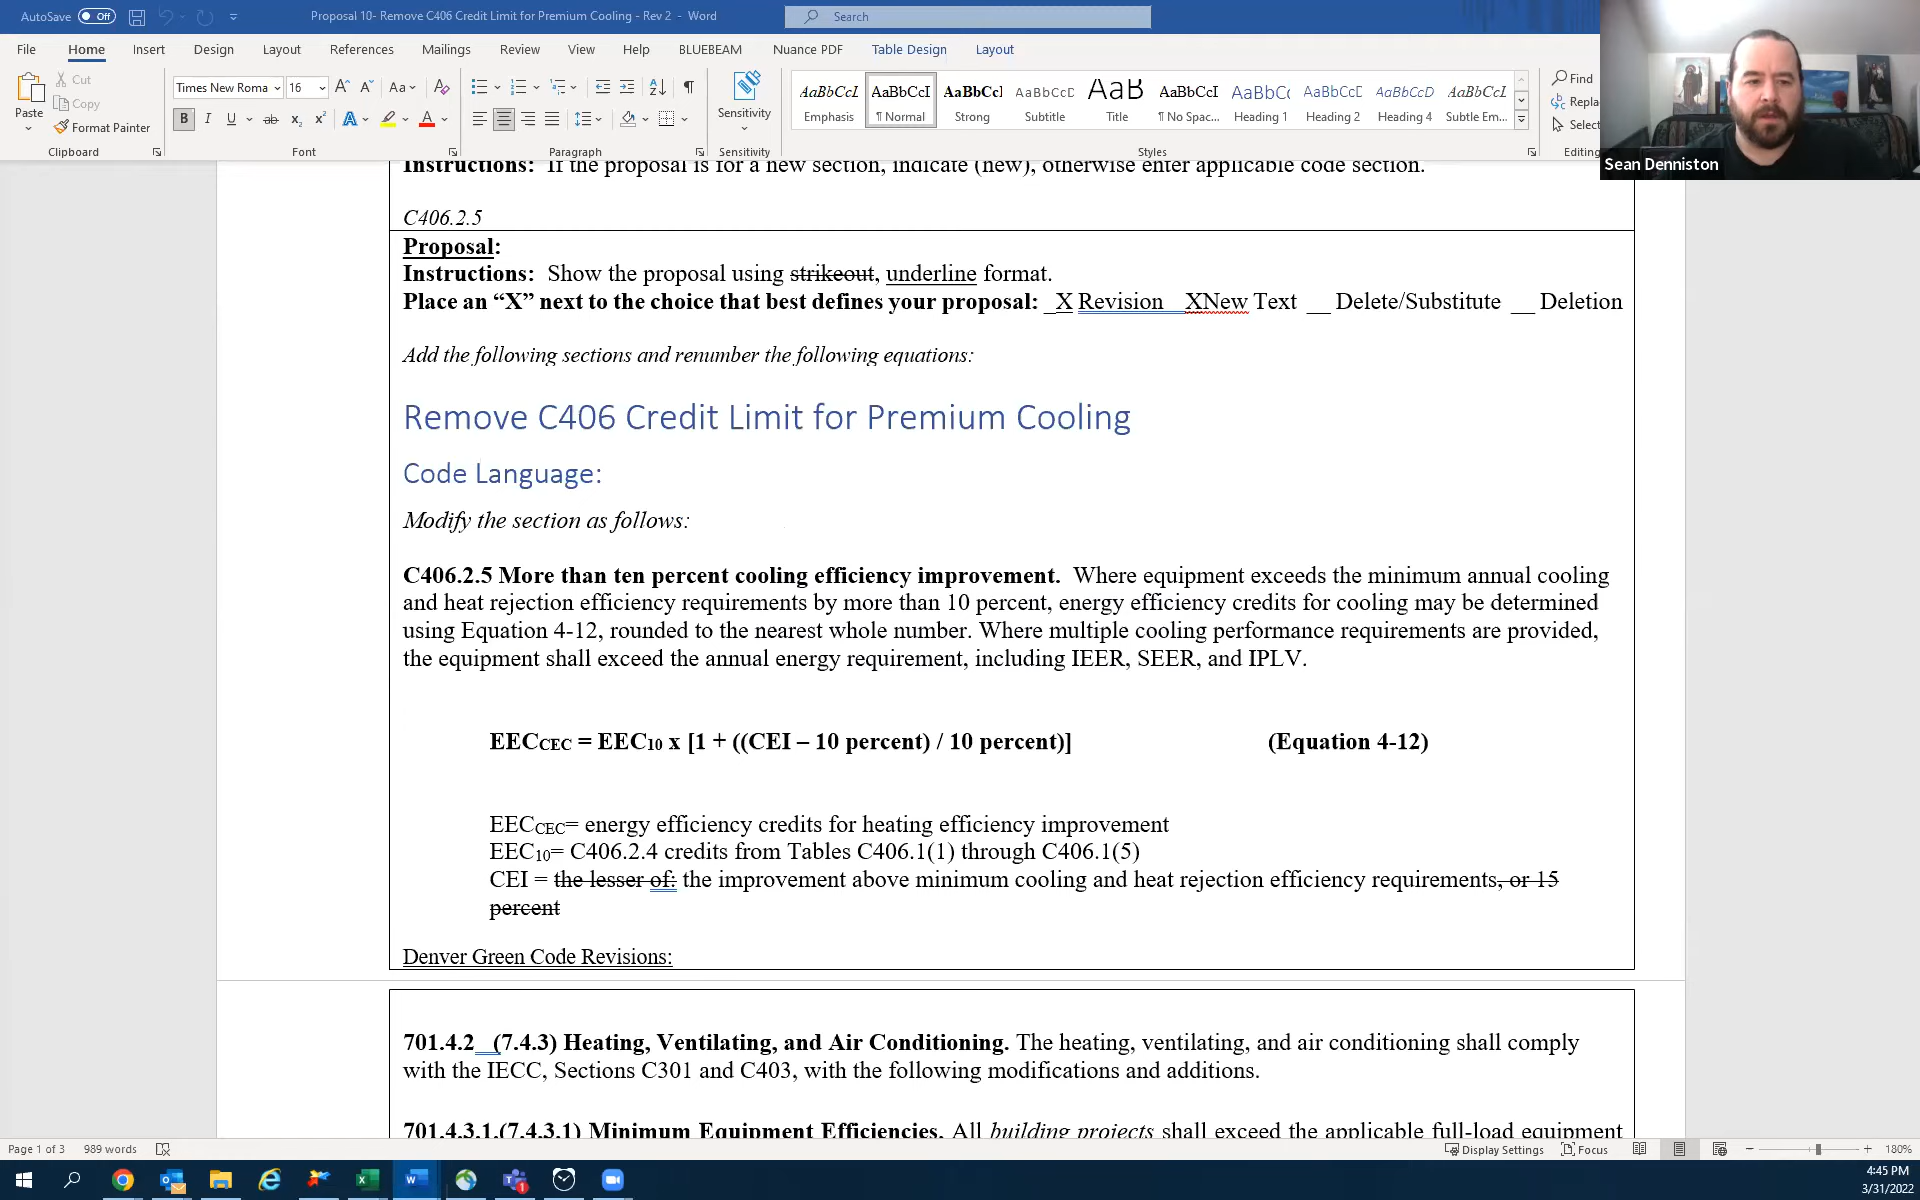 AutoSave Off
Proposal 10- Remove C406 Credit Limit for Premium Cooling - Rev 2 - Word
Search
File Home Insert Design Layout References Mailings Review View Help BLUEBEAM Nuance PDF Table Design Layout
Paste
Cut
Copy
Format Painter
Clipboard
Times New Roma 16
Font
Paragraph
Sensitivity
Sensitivity
AaBbCcI Emphasis
AaBbCcI ¶ Normal
AaBbCcI Strong
AaBbCcD Subtitle
AaB Title
AaBbCcI ¶ No Spac...
AaBbC Heading 1
AaBbCcD Heading 2
AaBbCcD Heading 4
AaBbCcI Subtle Em...
Styles
Find
Repla
Select
Editing
Sean Denniston
Instructions: If the proposal is for a new section, indicate (new), otherwise enter applicable code section.
C406.2.5
Proposal:
Instructions: Show the proposal using strikeout, underline format.
Place an “X” next to the choice that best defines your proposal: _X Revision __XNew Text __ Delete/Substitute __ Deletion
Add the following sections and renumber the following equations:
Remove C406 Credit Limit for Premium Cooling
Code Language:
Modify the section as follows:
C406.2.5 More than ten percent cooling efficiency improvement. Where equipment exceeds the minimum annual cooling
and heat rejection efficiency requirements by more than 10 percent, energy efficiency credits for cooling may be determined
using Equation 4-12, rounded to the nearest whole number. Where multiple cooling performance requirements are provided,
the equipment shall exceed the annual energy requirement, including IEER, SEER, and IPLV.
EECCEC = EEC10 x [1 + ((CEI – 10 percent) / 10 percent)] (Equation 4-12)
EECCEC= energy efficiency credits for heating efficiency improvement
EEC10= C406.2.4 credits from Tables C406.1(1) through C406.1(5)
CEI = the lesser of: the improvement above minimum cooling and heat rejection efficiency requirements, or 15
percent
Denver Green Code Revisions:
701.4.2 (7.4.3) Heating, Ventilating, and Air Conditioning. The heating, ventilating, and air conditioning shall comply
with the IECC, Sections C301 and C403, with the following modifications and additions.
701.4.3.1.(7.4.3.1) Minimum Equipment Efficiencies. All building projects shall exceed the applicable full-load equipment
Page 1 of 3 989 words
Display Settings Focus 180%
4:45 PM
3/31/2022